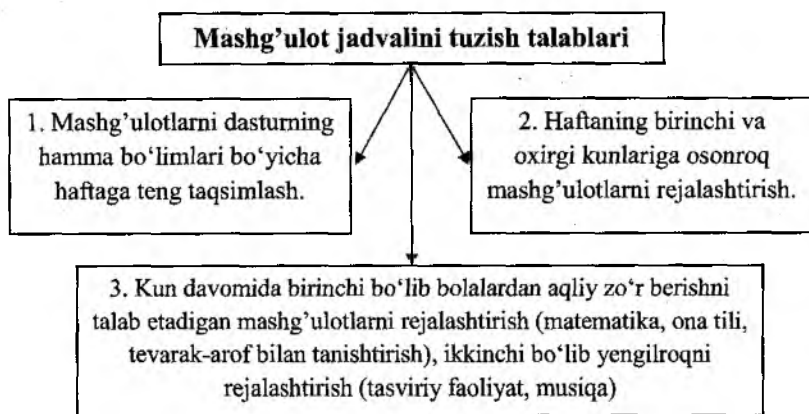 Mashg'ulot jadvalini tuzish talablari
1. Mashg'ulotlarni dasturning
hamma bo‘limlari bo‘yicha
haftaga teng taqsimlash.
2. Haftaning birinchi va
oxirgi kunlariga osonroq
mashg'ulotlarni rejalashtirish.
3. Kun davomida birinchi bo‘lib bolalardan aqliy zo‘r berishni
talab etadigan mashg'ulotlarni rejalashtirish (matematika, ona tili,
tevarak-arof bilan tanishtirish), ikkinchi bo‘lib yengilroqni
rejalashtirish (tasviriy faoliyat, musiqa)